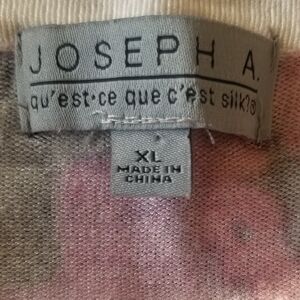 JOSEPH A.
qu'est-ce que c'est silk?®
XL
MADE IN
CHINA